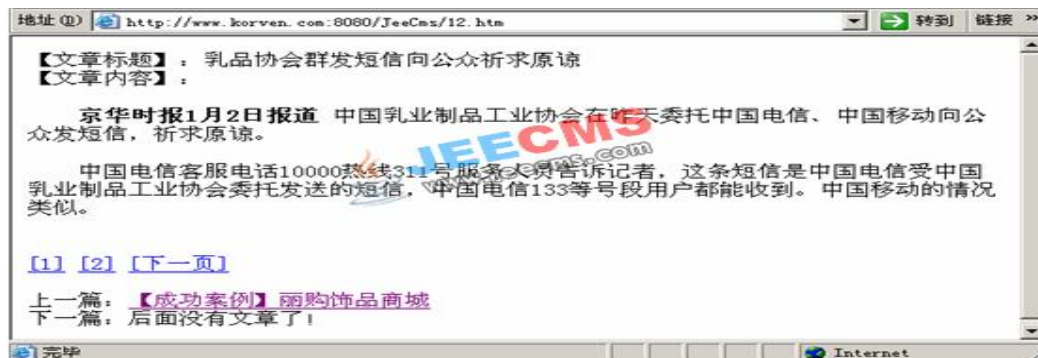 地址(D) http://www.korven.com:8080/JeeCms/12.htm 转到 链接 »
【文章标题】：乳品协会群发短信向公众祈求原谅
【文章内容】：
京华时报1月2日报道 中国乳业制品工业协会在昨天委托中国电信、中国移动向公
众发短信，祈求原谅。
JEECMS
www.jeecms.com
中国电信客服电话10000热线311号服务人员告诉记者，这条短信是中国电信受中国
乳业制品工业协会委托发送的短信，中国电信133等号段用户都能收到。中国移动的情况
类似。
[1] [2] [下一页]
上一篇：【成功案例】丽购饰品商城
下一篇：后面没有文章了!
完毕 Internet